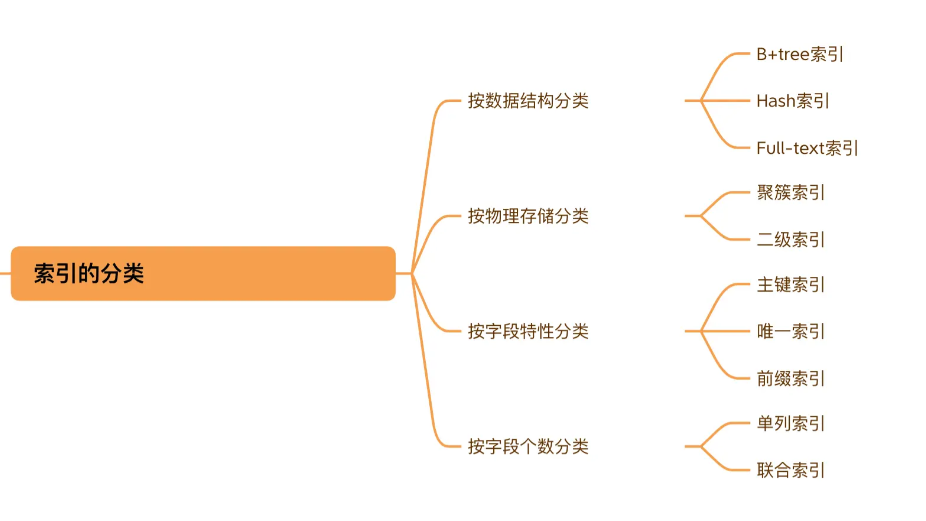 索引的分类
按数据结构分类
B+tree索引
Hash索引
Full-text索引
按物理存储分类
聚簇索引
二级索引
按字段特性分类
主键索引
唯一索引
前缀索引
按字段个数分类
单列索引
联合索引